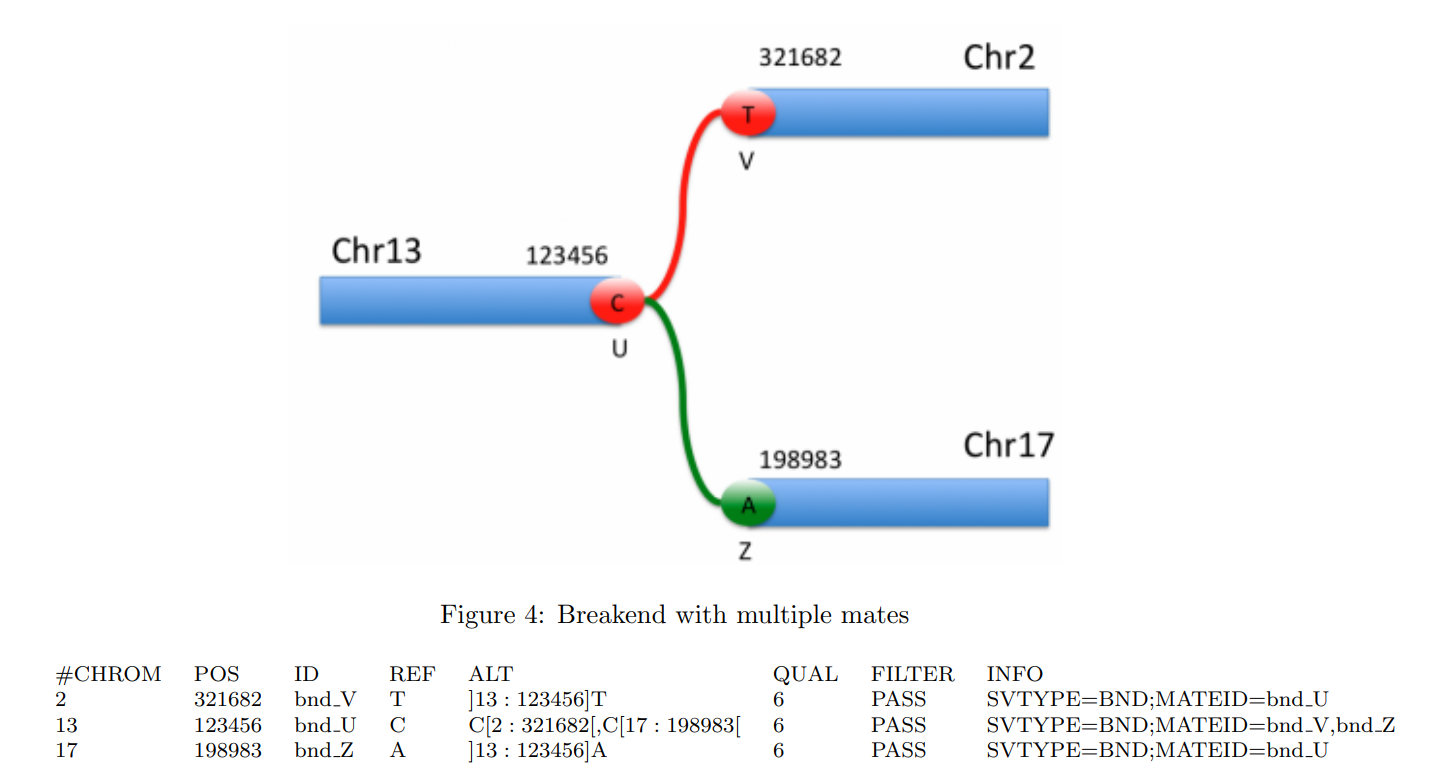 321682 Chr2
T
V
Chr13 123456
C
U
Chr17
198983
A
Z
Figure 4: Breakend with multiple mates
#CHROM POS ID REF ALT QUAL FILTER INFO
2 321682 bnd_V T ]13 : 123456]T 6 PASS SVTYPE=BND;MATEID=bnd_U
13 123456 bnd_U C C[2 : 321682[,C[17 : 198983[ 6 PASS SVTYPE=BND;MATEID=bnd_V,bnd_Z
17 198983 bnd_Z A ]13 : 123456]A 6 PASS SVTYPE=BND;MATEID=bnd_U